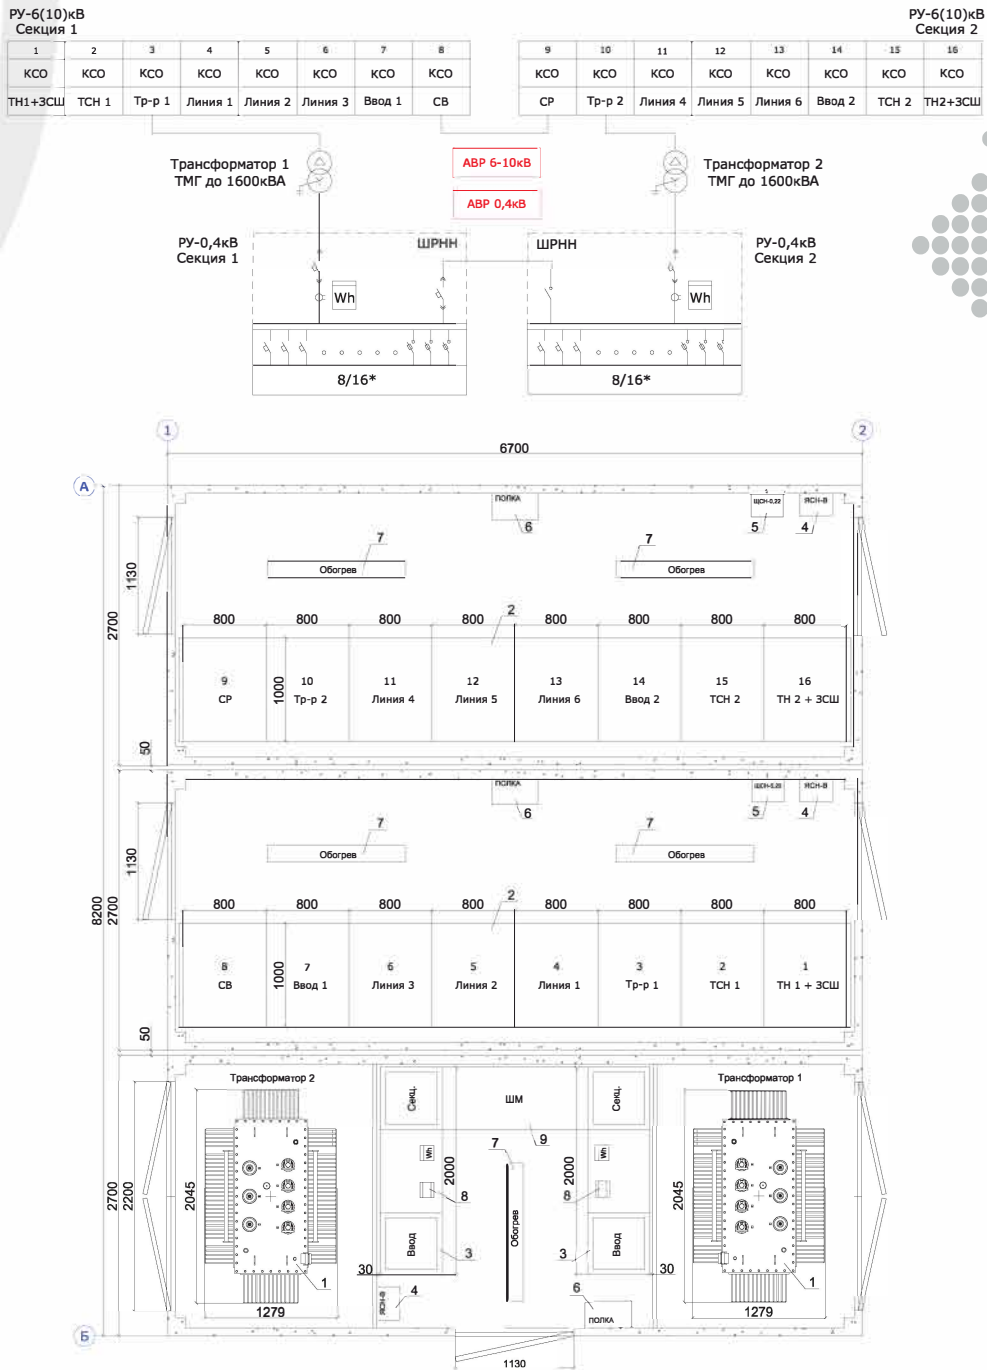 РУ-6(10)кВ
Секция 1
РУ-6(10)кВ
Секция 2
1 2 3 4 5 6 7 8
КСО КСО КСО КСО КСО КСО КСО КСО
ТН1+ЗСШ ТСН 1 Тр-р 1 Линия 1 Линия 2 Линия 3 Ввод 1 СВ
9 10 11 12 13 14 15 16
КСО КСО КСО КСО КСО КСО КСО КСО
СР Тр-р 2 Линия 4 Линия 5 Линия 6 Ввод 2 ТСН 2 ТН2+ЗСШ
Трансформатор 1
ТМГ до 1600кВА
АВР 6-10кВ
АВР 0,4кВ
Трансформатор 2
ТМГ до 1600кВА
РУ-0,4кВ
Секция 1
ШРНН
ШРНН
РУ-0,4кВ
Секция 2
Wh
Wh
8/16*
8/16*
1
2
6700
А
ПОЛКА
6
ЩСН-0,22
5
ЯСН-В
4
7
Обогрев
7
Обогрев
1130
2700
2
800 800 800 800 800 800 800 800
1000
9 10 11 12 13 14 15 16
СР Тр-р 2 Линия 4 Линия 5 Линия 6 Ввод 2 ТСН 2 ТН 2 + ЗСШ
50
ПОЛКА
6
ЩСН-0,22
5
ЯСН-В
4
7
Обогрев
7
Обогрев
1130
8200
2700
2
800 800 800 800 800 800 800 800
1000
8 7 6 5 4 3 2 1
СВ Ввод 1 Линия 3 Линия 2 Линия 1 Тр-р 1 ТСН 1 ТН 1 + ЗСШ
50
Трансформатор 2
Трансформатор 1
Секц.
ШМ
Секц.
9
7
Wh
Wh
2000
2000
8
8
2700
2200
2045
2045
Обогрев
Ввод
Ввод
3
3
30
30
1
1
ЯСН-В
4
6
ПОЛКА
1279
1279
Б
1130